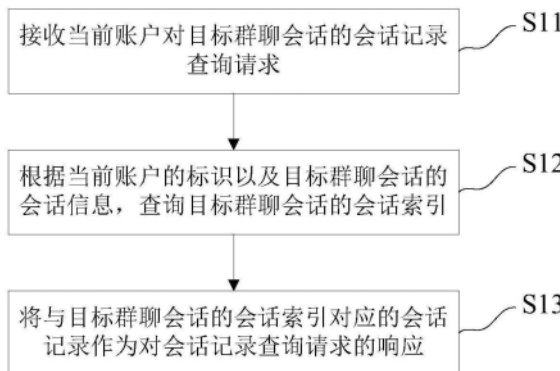 接收当前账户对目标群聊会话的会话记录
查询请求
S11
根据当前账户的标识以及目标群聊会话的
会话信息，查询目标群聊会话的会话索引
S12
将与目标群聊会话的会话索引对应的会话
记录作为对会话记录查询请求的响应
S13